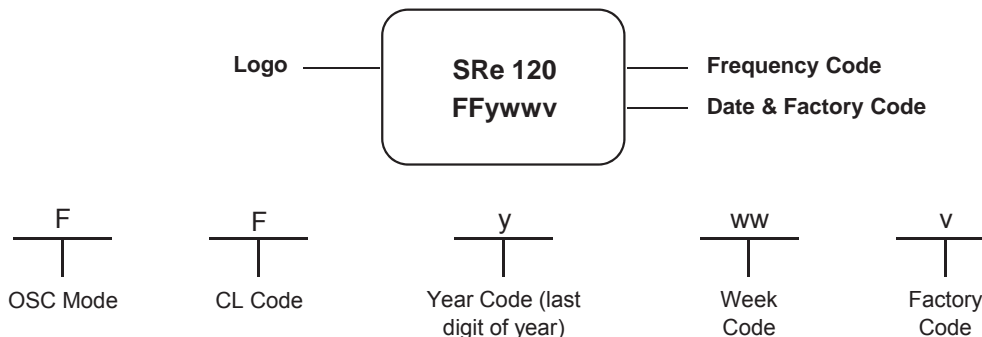 Logo
SRe 120
FFywwv
Frequency Code
Date & Factory Code
F
F
y
ww
v
OSC Mode
CL Code
Year Code (last
digit of year)
Week
Code
Factory
Code